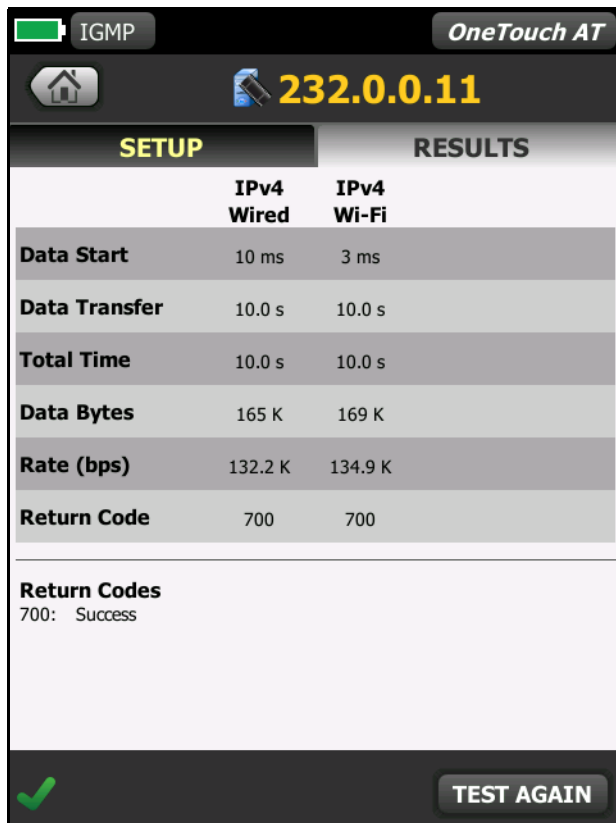 IGMP OneTouch AT
232.0.0.11
SETUP RESULTS
IPv4 IPv4
Wired Wi-Fi
Data Start 10 ms 3 ms
Data Transfer 10.0 s 10.0 s
Total Time 10.0 s 10.0 s
Data Bytes 165 K 169 K
Rate (bps) 132.2 K 134.9 K
Return Code 700 700
Return Codes
700: Success
TEST AGAIN